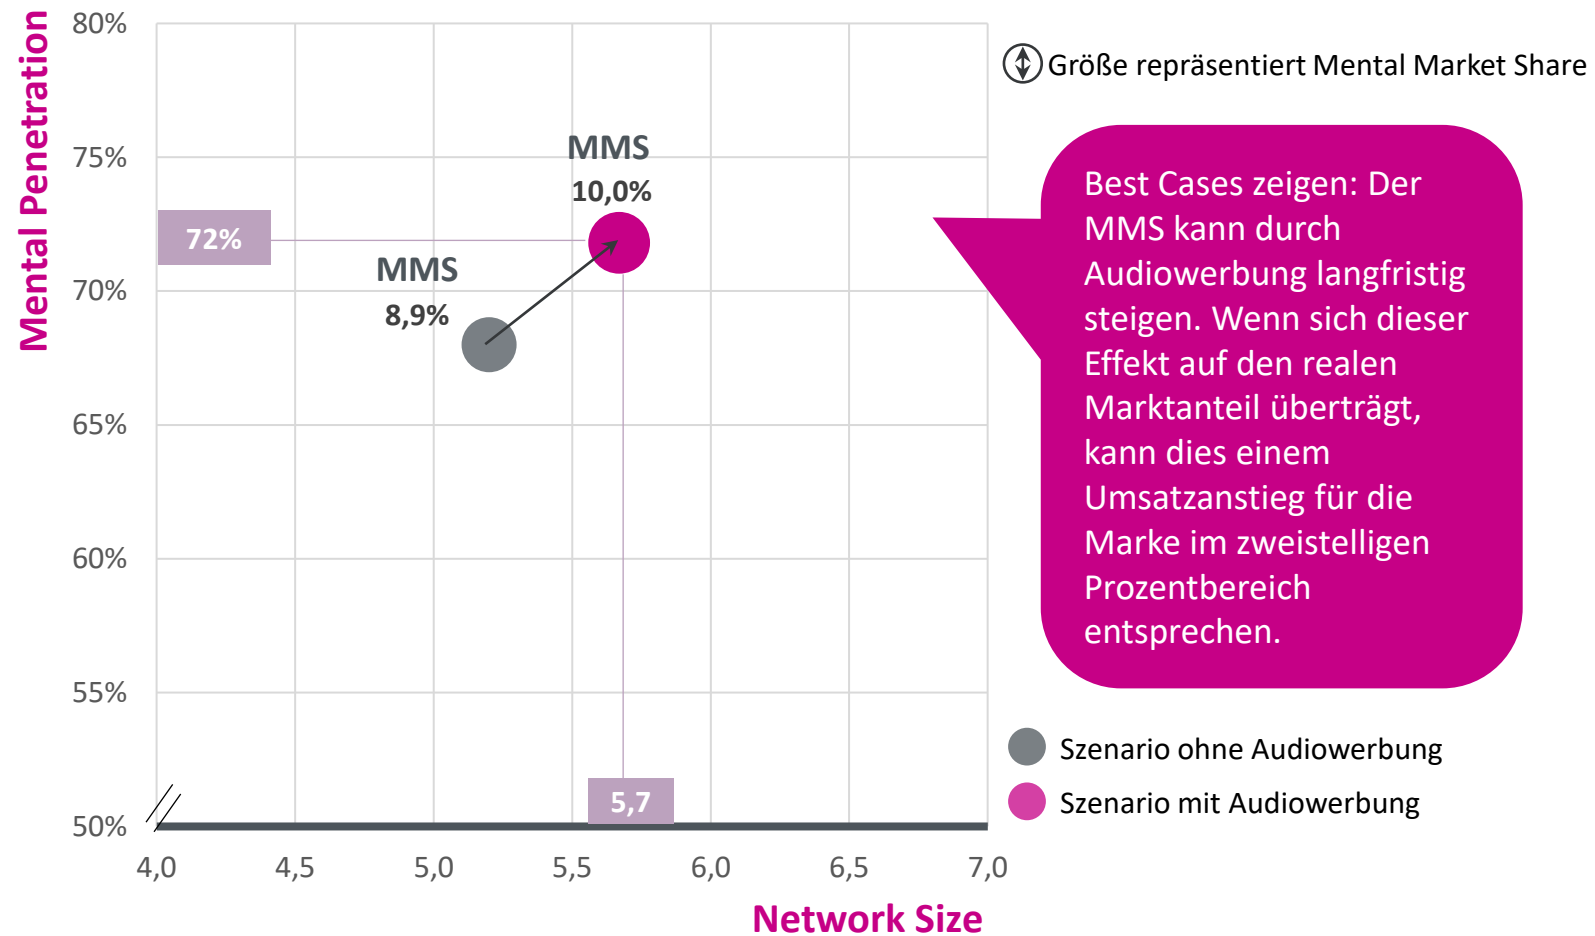 Mental Penetration
80%
75%
70%
65%
60%
55%
50%
72%
MMS
10,0%
MMS
8,9%
5,7
4,0
4,5
5,0
5,5
6,0
6,5
7,0
Network Size
Größe repräsentiert Mental Market Share
Best Cases zeigen: Der
MMS kann durch
Audiowerbung langfristig
steigen. Wenn sich dieser
Effekt auf den realen
Marktanteil überträgt,
kann dies einem
Umsatzanstieg für die
Marke im zweistelligen
Prozentbereich
entsprechen.
Szenario ohne Audiowerbung
Szenario mit Audiowerbung